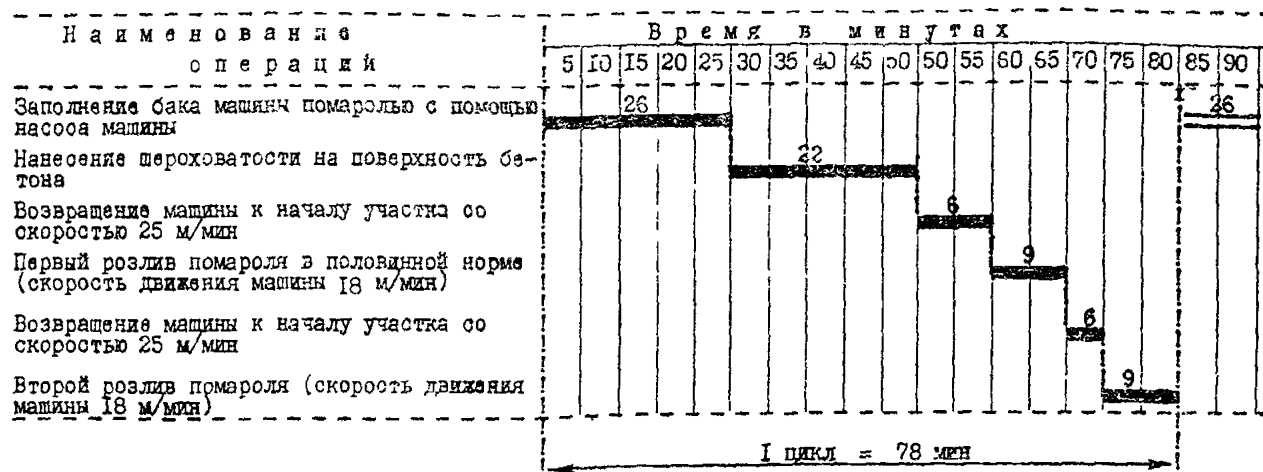 Наименование
операций
Время в минутах
5 10 15 20 25 30 35 40 45 50 50 55 60 65 70 75 80 85 90
Заполнение бака машины помаролью с помощью
насоса машины
26
26
Нанесение шероховатости на поверхность бе-
тона
22
Возвращение машины к началу участка со
скоростью 25 м/мин
6
Первый розлив помароля в половинной норме
(скорость движения машины 18 м/мин)
9
Возвращение машины к началу участка со
скоростью 25 м/мин
6
Второй розлив помароля (скорость движения
машины 18 м/мин)
9
I цикл = 78 мин